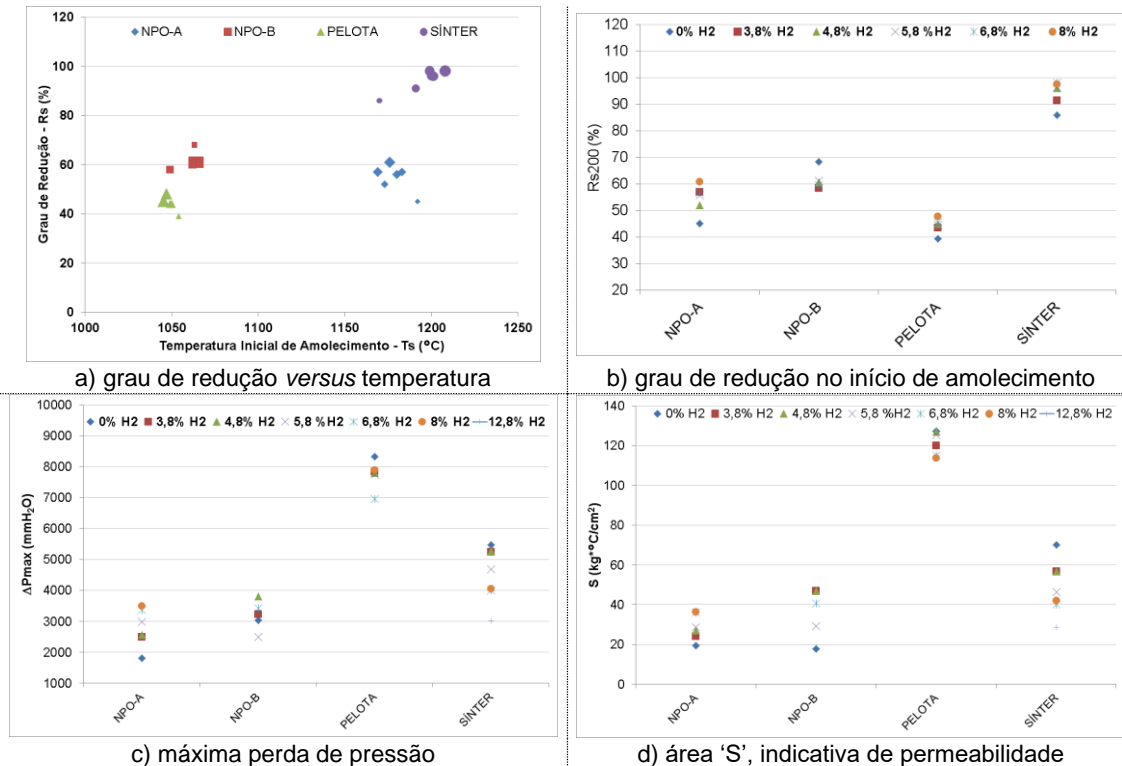 NPO-A NPO-B PELOTA SÍNTER
Grau de Redução - Rs (%)
120
100
80
60
40
20
0
1000 1050 1100 1150 1200 1250
Temperatura Inicial de Amolecimento - Ts (°C)
a) grau de redução versus temperatura
0% H2 3,8% H2 4,8% H2 5,8 %H2 6,8% H2 8% H2
Rs200 (%)
120
110
100
90
80
70
60
50
40
30
20
NPO-A NPO-B PELOTA SÍNTER
b) grau de redução no início de amolecimento
0% H2 3,8% H2 4,8% H2 5,8 %H2 6,8% H2 8% H2 12,8% H2
ΔPmax (mmH₂O)
10000
9000
8000
7000
6000
5000
4000
3000
2000
1000
NPO-A NPO-B PELOTA SÍNTER
c) máxima perda de pressão
0% H2 3,8% H2 4,8% H2 5,8 %H2 6,8% H2 8% H2 12,8% H2
S (kg*°C/cm²)
140
120
100
80
60
40
20
0
NPO-A NPO-B PELOTA SÍNTER
d) área ‘S’, indicativa de permeabilidade